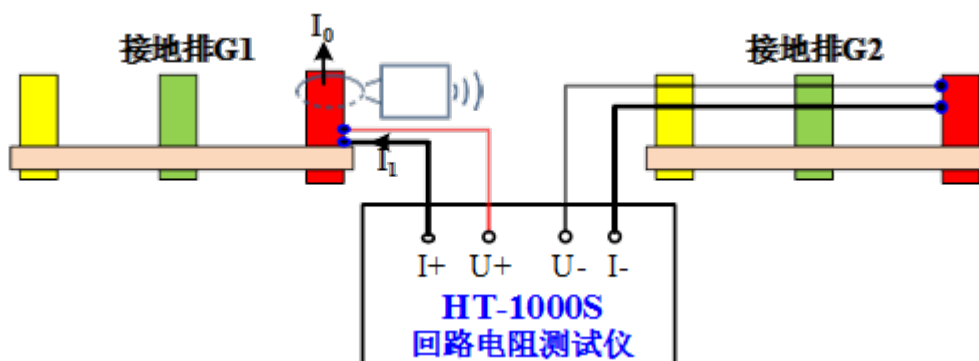 I₀
接地排G1
接地排G2
I₁
I+ U+ U- I-
HT-1000S
回路电阻测试仪